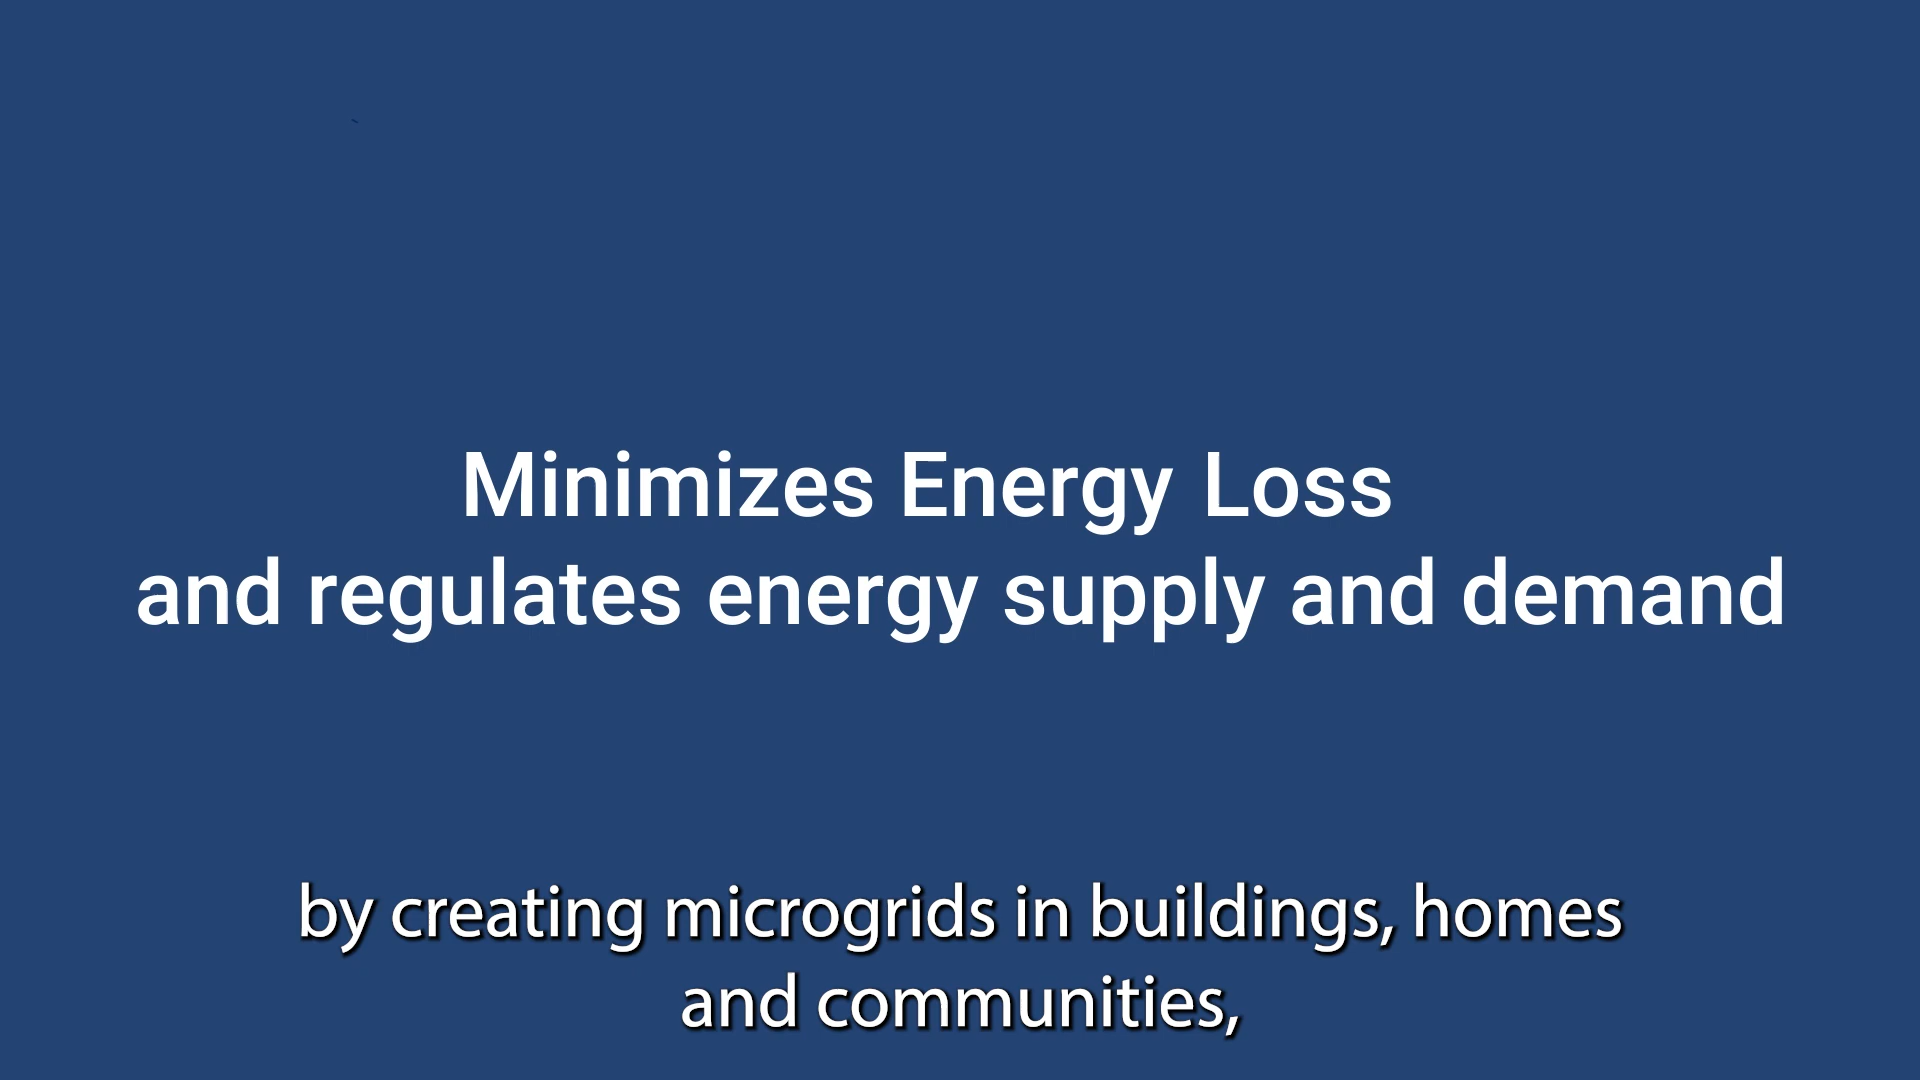 Minimizes Energy Loss
and regulates energy supply and demand
by creating microgrids in buildings, homes
and communities,